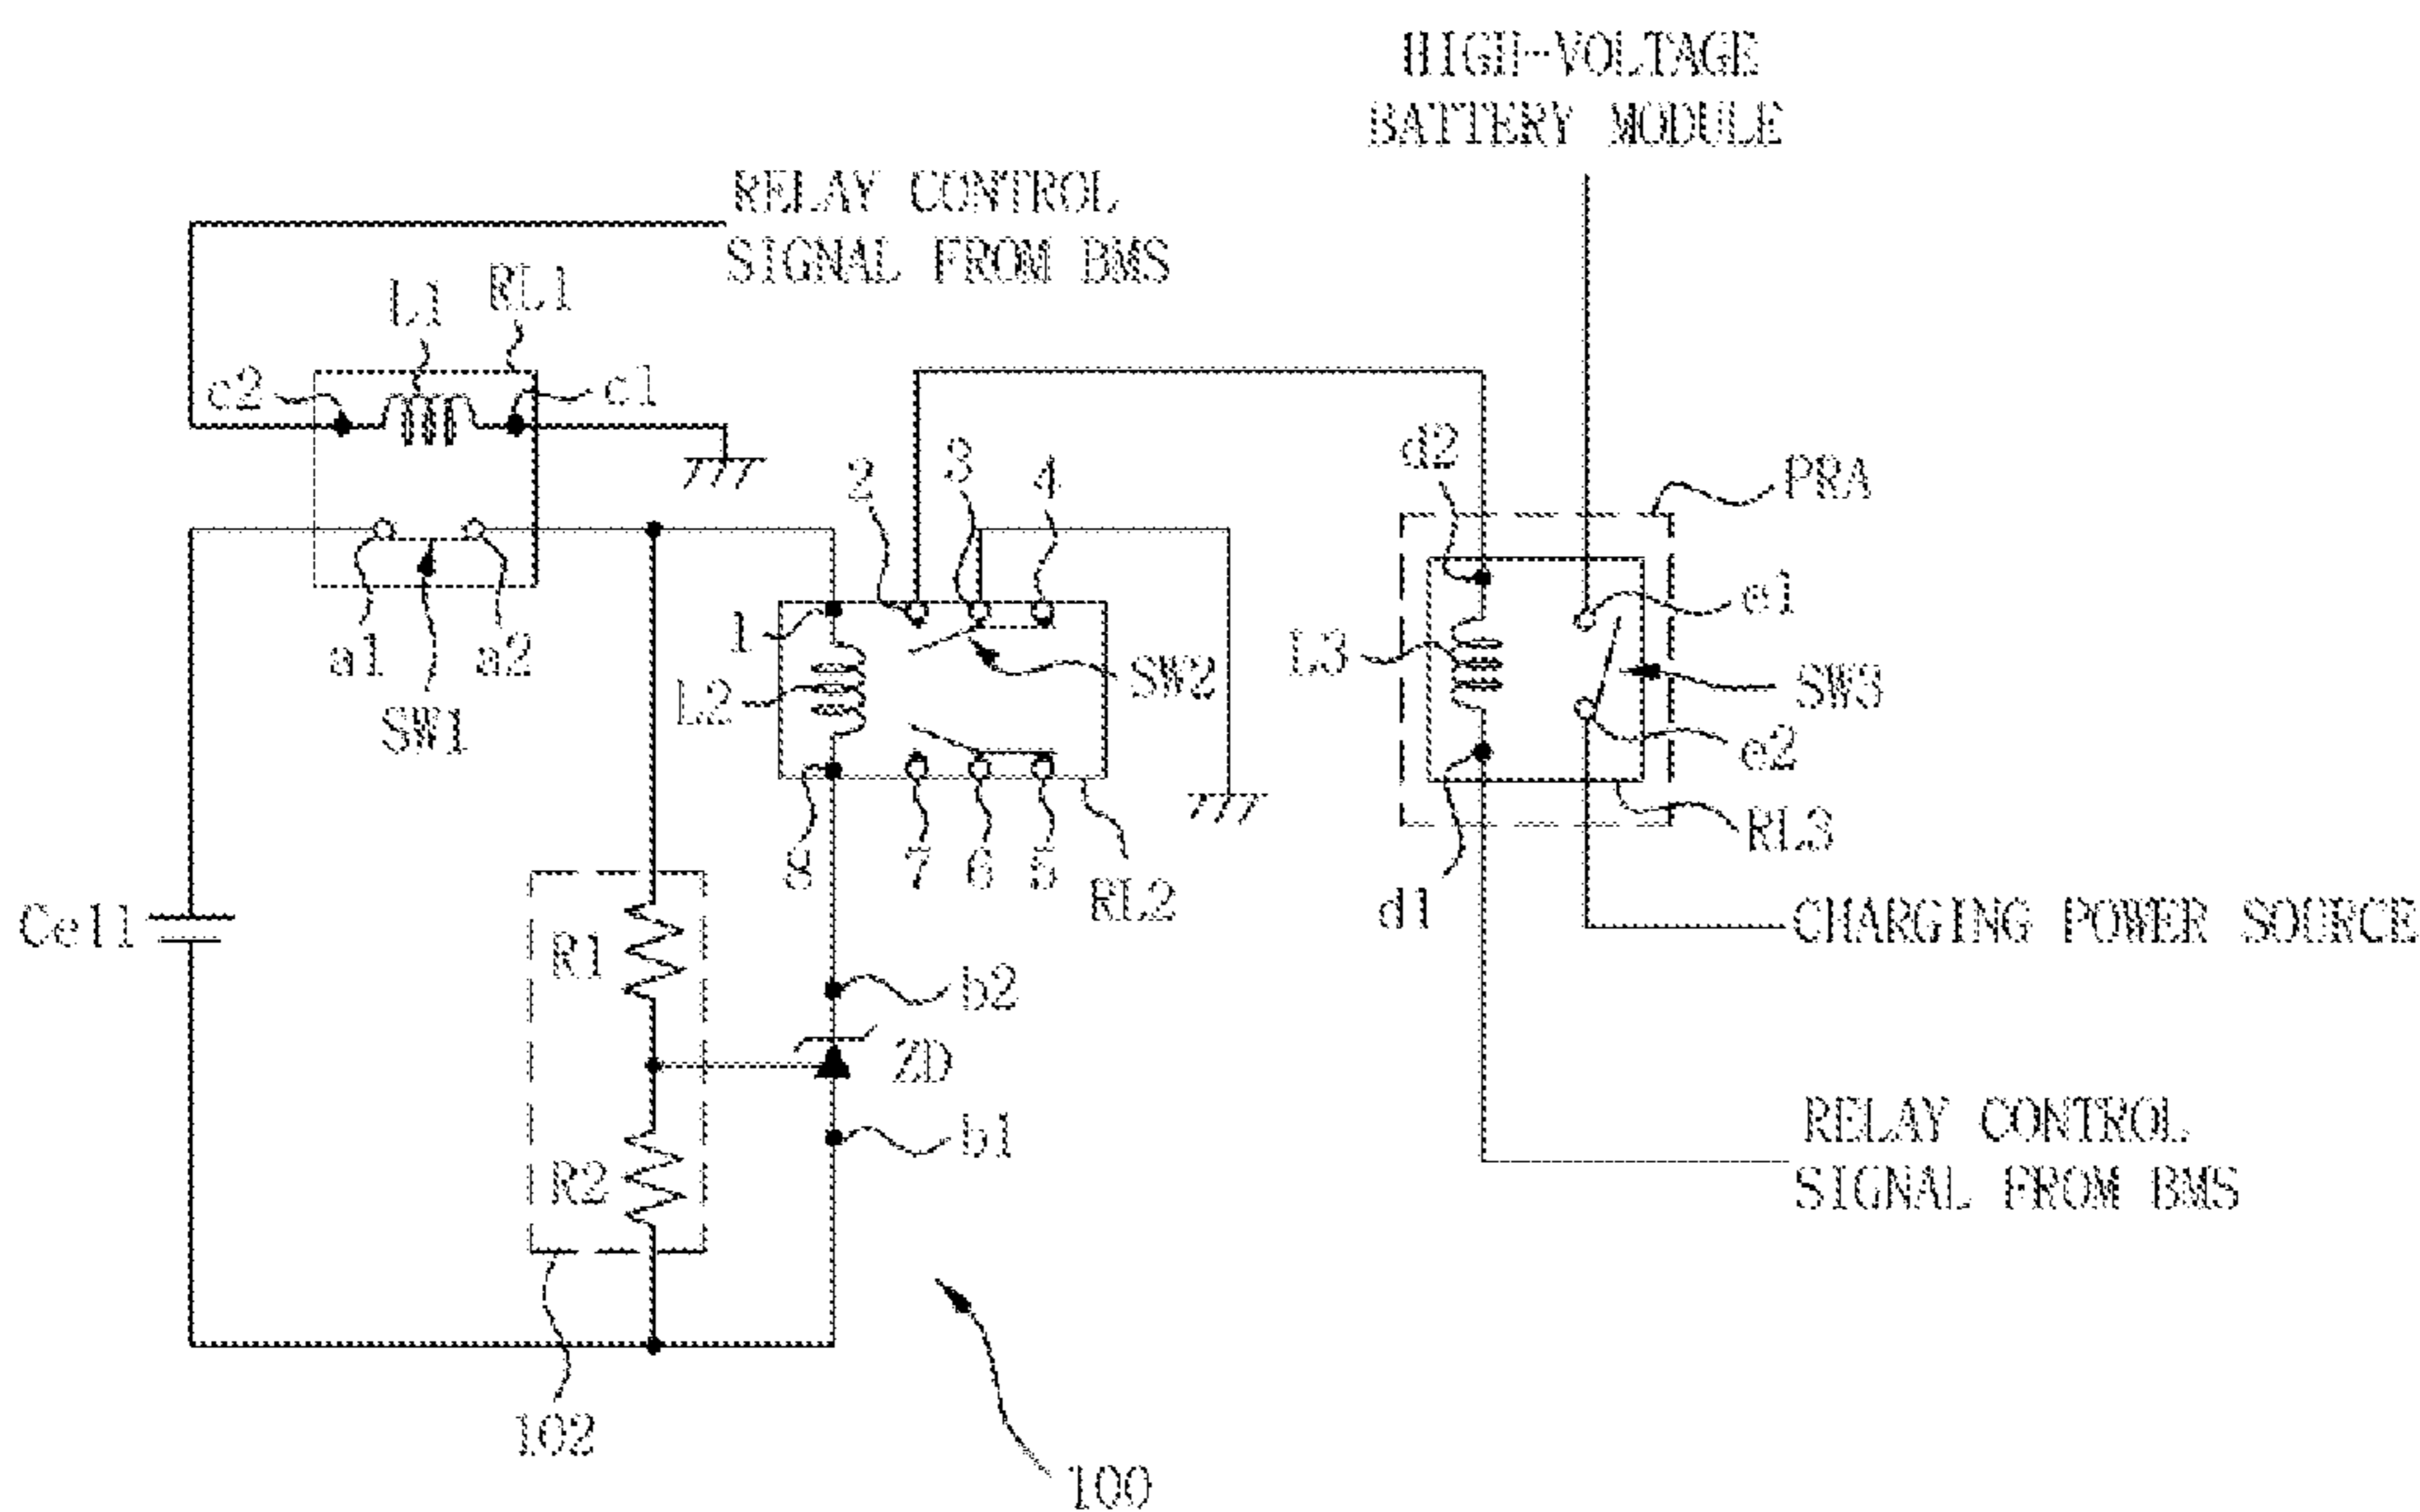 HIGH-VOLTAGE
BATTERY MODULE
RELAY CONTROL
SIGNAL FROM BMS
L1
RL1
c2
c1
2
3
4
d2
PRA
a1
a2
SW1
1
L2
SW2
L3
e1
SW3
e2
8
7
6
5
RL2
RL3
d1
Cell
R1
b2
CHARGING POWER SOURCE
ZD
b1
R2
RELAY CONTROL
SIGNAL FROM BMS
102
100